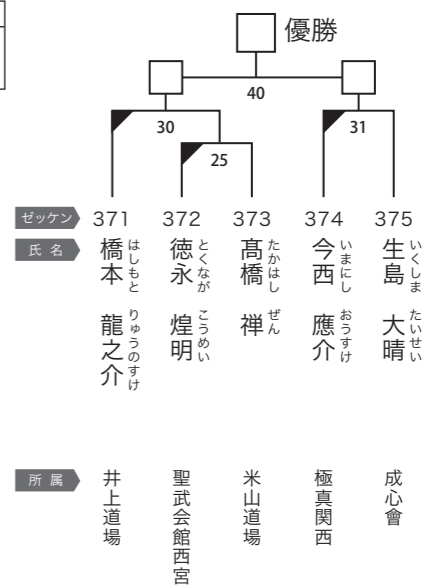 優勝
40
30
31
25
ゼッケン 371 372 373 374 375
氏名
橋本 龍之介
はしもと りゅうのすけ
徳永 煌明
とくなが こうめい
髙橋 禅
たかはし ぜん
今西 應介
いまにし おうすけ
生島 大晴
いくしま たいせい
所属
井上道場
聖武会館西宮
米山道場
極真関西
成心會